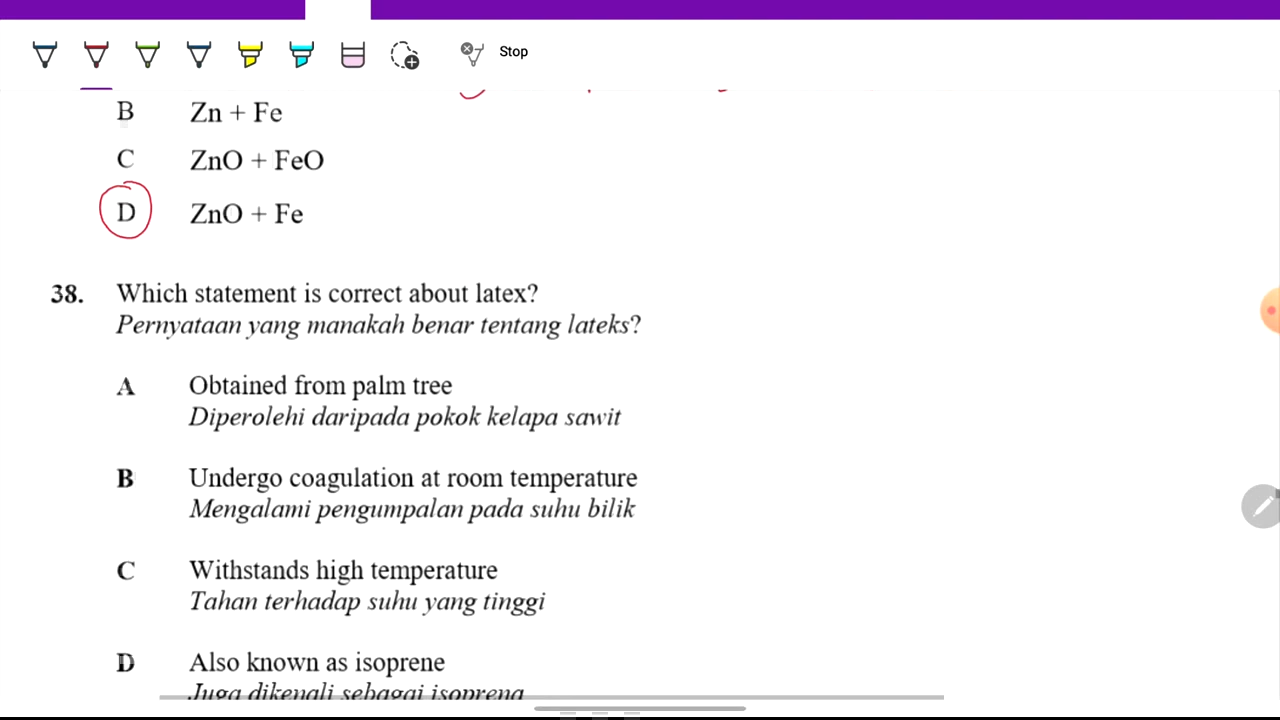 Stop
B Zn + Fe
C ZnO + FeO
D ZnO + Fe
38. Which statement is correct about latex?
Pernyataan yang manakah benar tentang lateks?
A Obtained from palm tree
Diperolehi daripada pokok kelapa sawit
B Undergo coagulation at room temperature
Mengalami pengumpalan pada suhu bilik
C Withstands high temperature
Tahan terhadap suhu yang tinggi
D Also known as isoprene
Juga dikenali sebagai isoprena